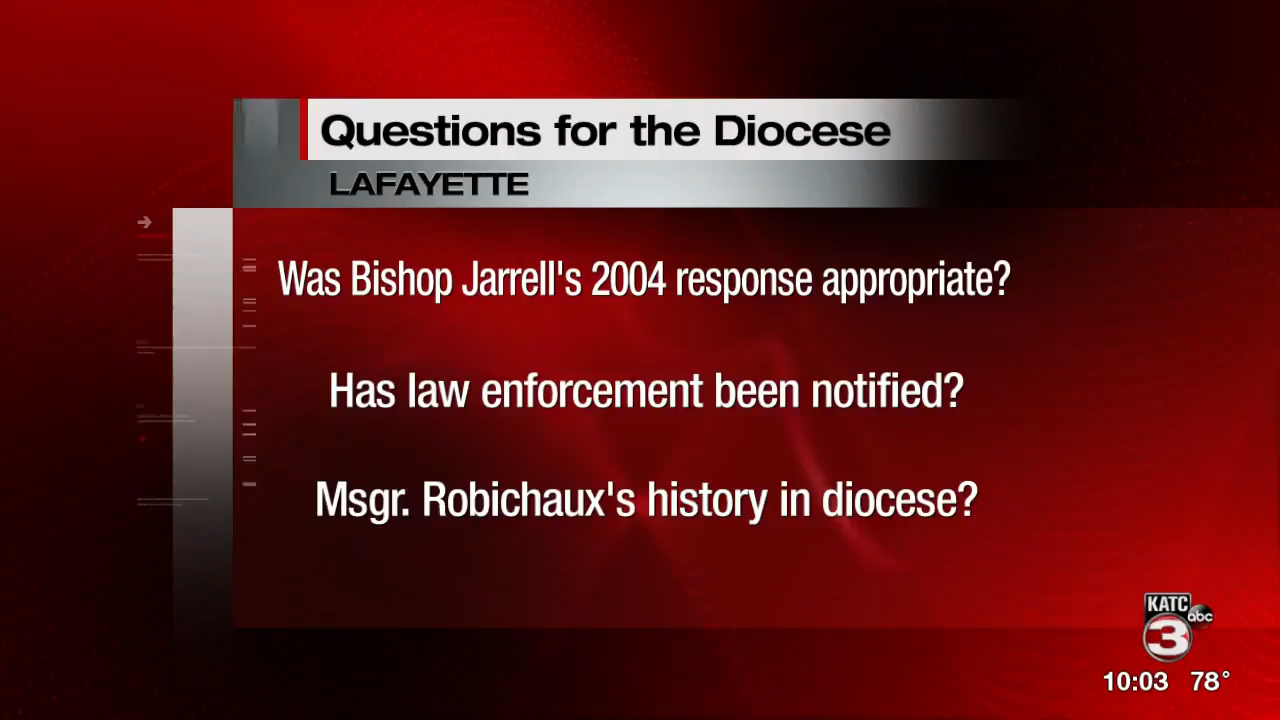 Questions for the Diocese
LAFAYETTE
Was Bishop Jarrell's 2004 response appropriate?
Has law enforcement been notified?
Msgr. Robichaux's history in diocese?
KATC
abc
3
10:03 78°